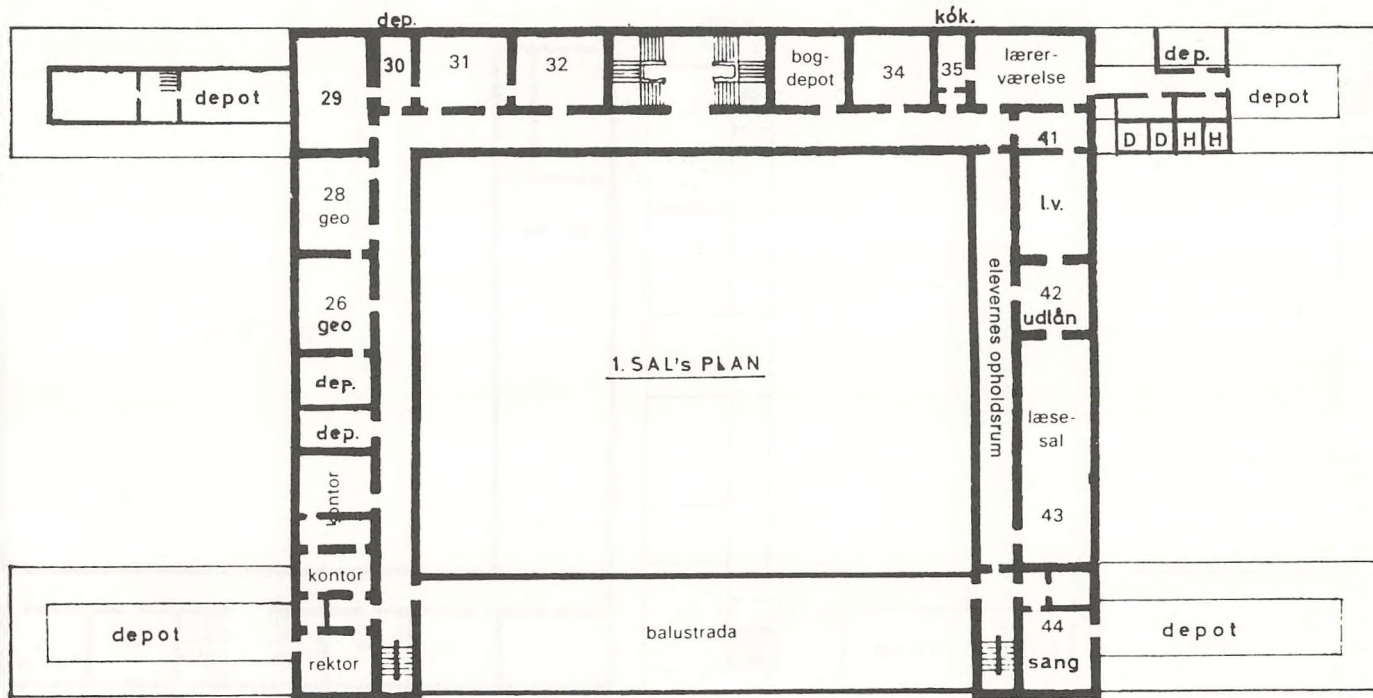 dep.
køk.
30
31
32
bog-
depot
34
35
lærer-
værelse
dep.
depot
29
depot
41
D D H H
28
geo
l.v.
26
geo
42
udlån
elevernes opholdsrum
1. SAL's PLAN
dep.
dep.
læse-
sal
kontor
43
kontor
depot
balustrada
44
depot
rektor
sang